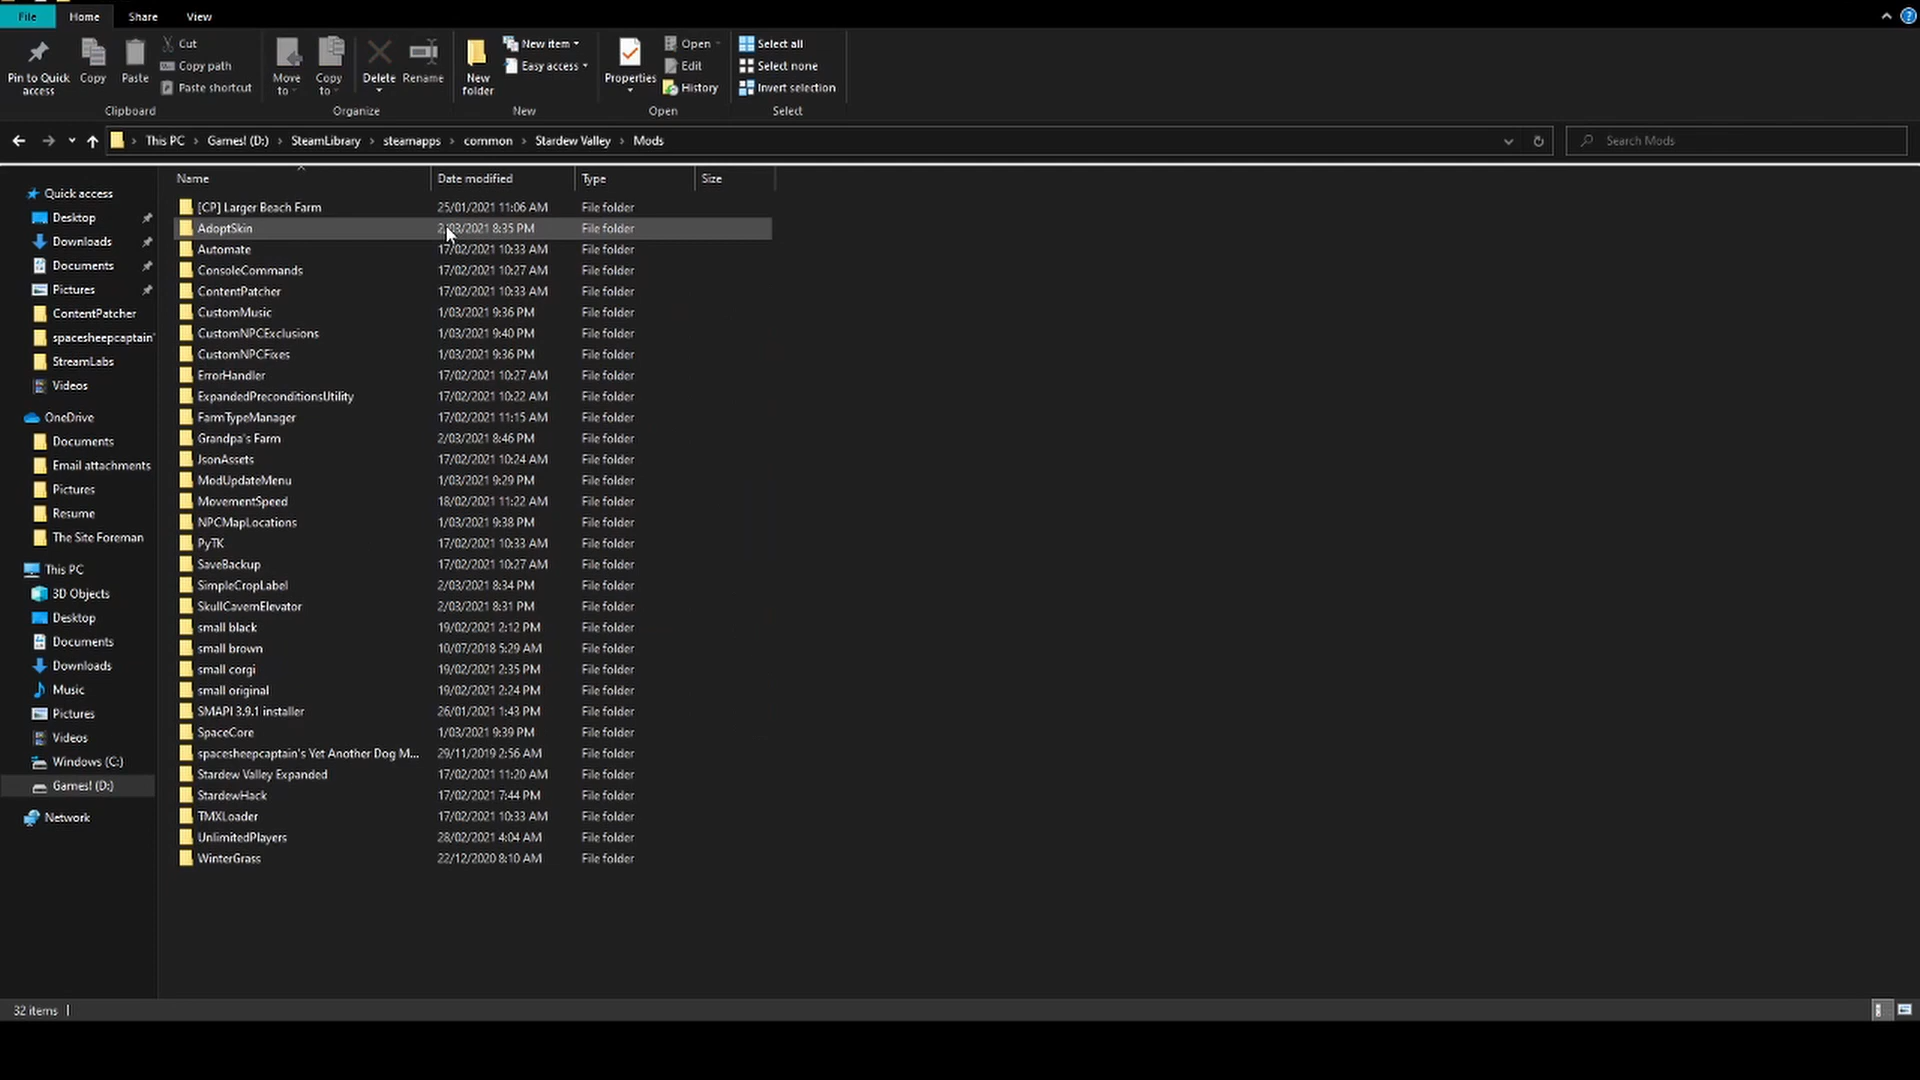 File Home Share View
Pin to Quick access
Copy
Paste
Cut
Copy path
Paste shortcut
Clipboard
Move to
Copy to
Delete
Rename
Organize
New folder
New item
Easy access
New
Properties
Open
Edit
History
Open
Select all
Select none
Invert selection
Select
This PC > Games! (D:) > SteamLibrary > steamapps > common > Stardew Valley > Mods
Search Mods
Quick access
Desktop
Downloads
Documents
Pictures
ContentPatcher
spacesheepcaptain'
StreamLabs
Videos
OneDrive
Documents
Email attachments
Pictures
Resume
The Site Foreman
This PC
3D Objects
Desktop
Documents
Downloads
Music
Pictures
Videos
Windows (C:)
Games! (D:)
Network
Name Date modified Type Size
[CP] Larger Beach Farm 25/01/2021 11:06 AM File folder
AdoptSkin 2/03/2021 8:35 PM File folder
Automate 17/02/2021 10:33 AM File folder
ConsoleCommands 17/02/2021 10:27 AM File folder
ContentPatcher 17/02/2021 10:33 AM File folder
CustomMusic 1/03/2021 9:36 PM File folder
CustomNPCExclusions 1/03/2021 9:40 PM File folder
CustomNPCFixes 1/03/2021 9:36 PM File folder
ErrorHandler 17/02/2021 10:27 AM File folder
ExpandedPreconditionsUtility 17/02/2021 10:22 AM File folder
FarmTypeManager 17/02/2021 11:15 AM File folder
Grandpa's Farm 2/03/2021 8:46 PM File folder
JsonAssets 17/02/2021 10:24 AM File folder
ModUpdateMenu 1/03/2021 9:29 PM File folder
MovementSpeed 18/02/2021 11:22 AM File folder
NPCMapLocations 1/03/2021 9:38 PM File folder
PyTK 17/02/2021 10:33 AM File folder
SaveBackup 17/02/2021 10:27 AM File folder
SimpleCropLabel 2/03/2021 8:34 PM File folder
SkullCavernElevator 2/03/2021 8:31 PM File folder
small black 19/02/2021 2:12 PM File folder
small brown 10/07/2018 5:29 AM File folder
small corgi 19/02/2021 2:35 PM File folder
small original 19/02/2021 2:24 PM File folder
SMAPI 3.9.1 installer 26/01/2021 1:43 PM File folder
SpaceCore 1/03/2021 9:39 PM File folder
spacesheepcaptain's Yet Another Dog M... 29/11/2019 2:56 AM File folder
Stardew Valley Expanded 17/02/2021 11:20 AM File folder
StardewHack 17/02/2021 7:44 PM File folder
TMXLoader 17/02/2021 10:33 AM File folder
UnlimitedPlayers 28/02/2021 4:04 AM File folder
WinterGrass 22/12/2020 8:10 AM File folder
32 items